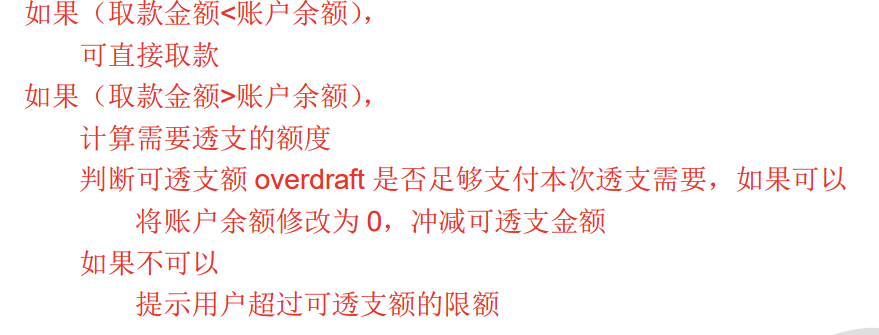 如果（取款金额<账户余额），
可直接取款
如果（取款金额>账户余额），
计算需要透支的额度
判断可透支额 overdraft 是否足够支付本次透支需要，如果可以
将账户余额修改为 0，冲减可透支金额
如果不可以
提示用户超过可透支额的限额